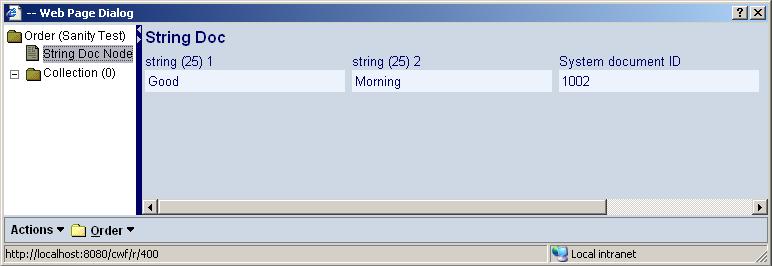 -- Web Page Dialog
Order (Sanity Test)
String Doc Node
Collection (0)
String Doc
string (25) 1 string (25) 2 System document ID
Good Morning 1002
Actions Order
http://localhost:8080/cwf/r/400 Local intranet